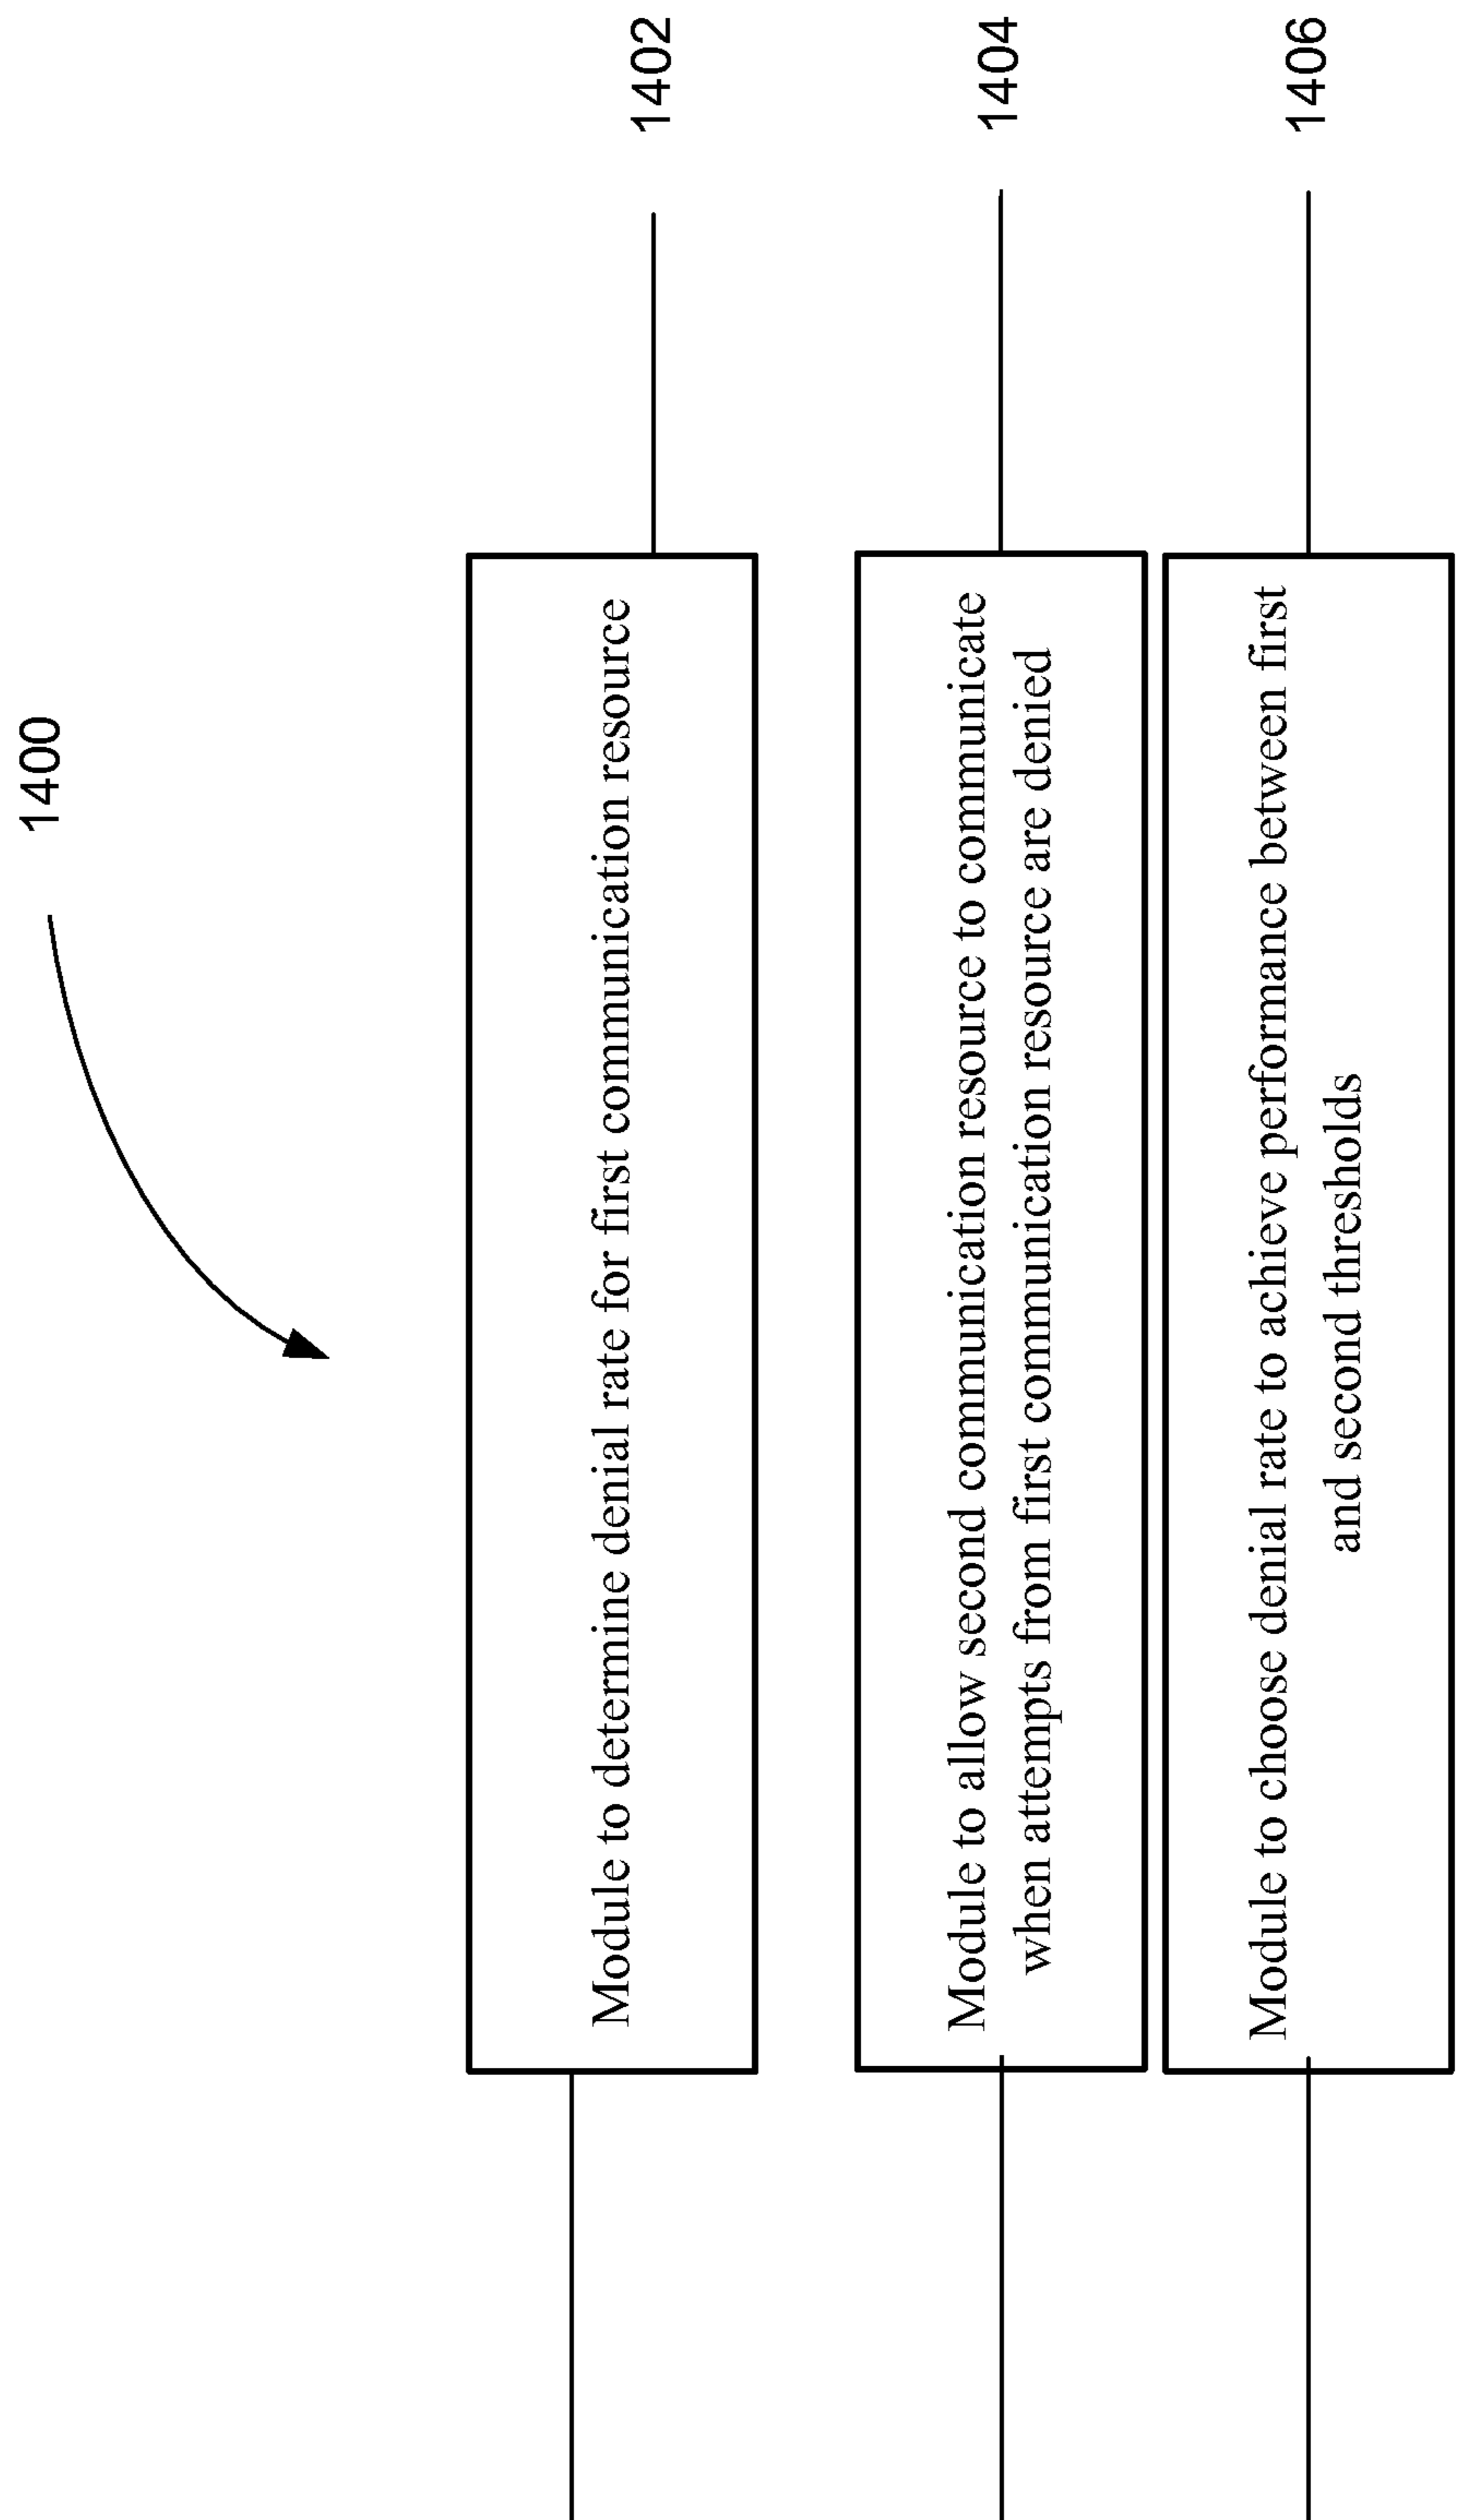 1400
Module to determine denial rate for first communication resource
1402
Module to allow second communication resource to communicate
when attempts from first communication resource are denied
1404
Module to choose denial rate to achieve performance between first
and second thresholds
1406